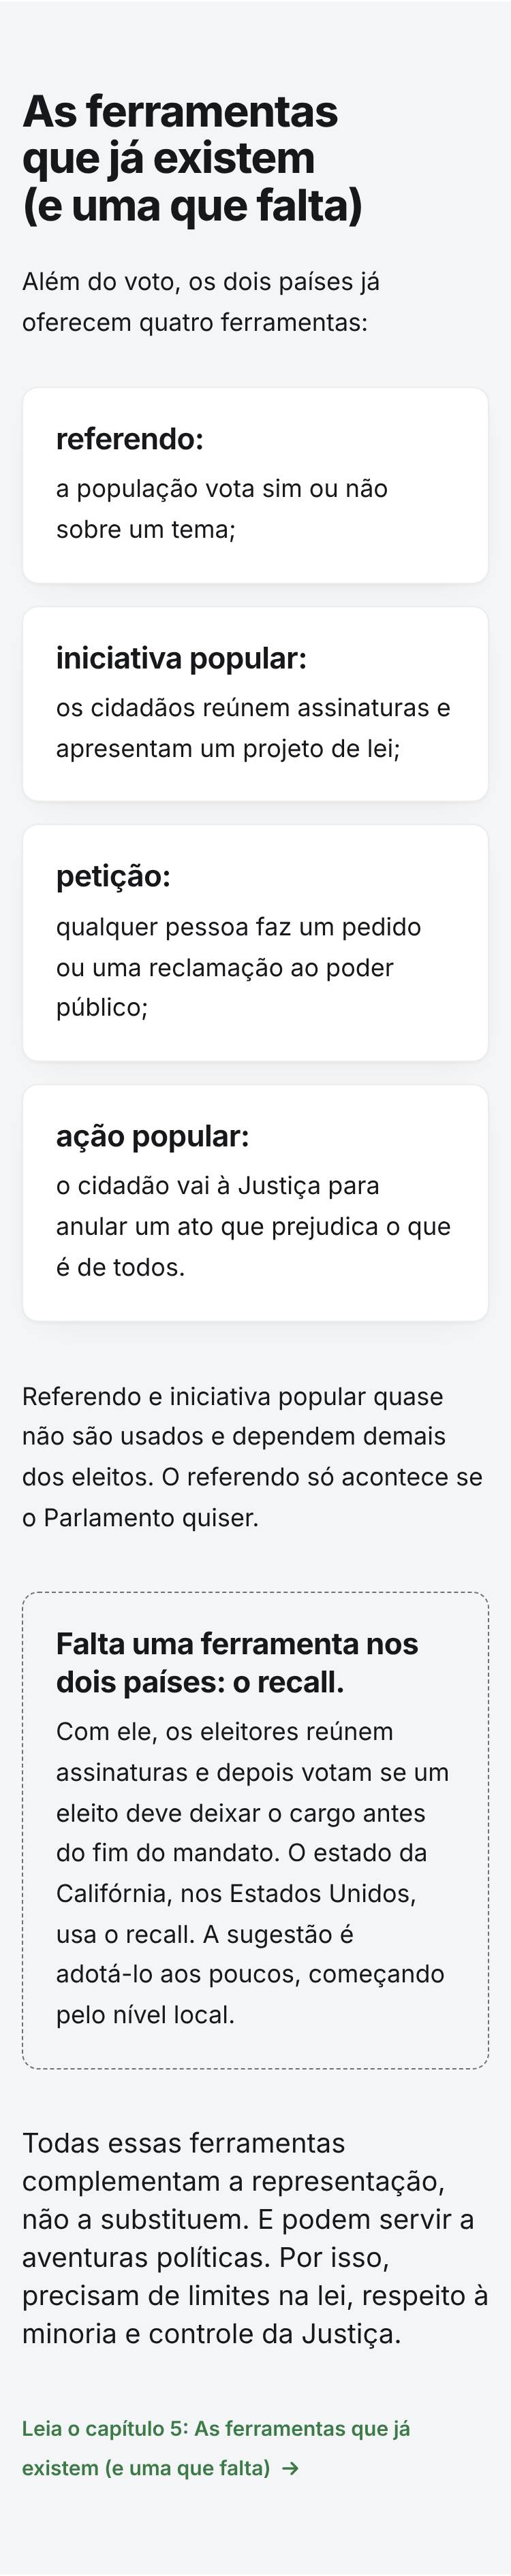 As ferramentas
que já existem
(e uma que falta)
Além do voto, os dois países já
oferecem quatro ferramentas:
referendo:
a população vota sim ou não
sobre um tema;
iniciativa popular:
os cidadãos reúnem assinaturas e
apresentam um projeto de lei;
petição:
qualquer pessoa faz um pedido
ou uma reclamação ao poder
público;
ação popular:
o cidadão vai à Justiça para
anular um ato que prejudica o que
é de todos.
Referendo e iniciativa popular quase
não são usados e dependem demais
dos eleitos. O referendo só acontece se
o Parlamento quiser.
Falta uma ferramenta nos
dois países: o recall.
Com ele, os eleitores reúnem
assinaturas e depois votam se um
eleito deve deixar o cargo antes
do fim do mandato. O estado da
Califórnia, nos Estados Unidos,
usa o recall. A sugestão é
adotá-lo aos poucos, começando
pelo nível local.
Todas essas ferramentas
complementam a representação,
não a substituem. E podem servir a
aventuras políticas. Por isso,
precisam de limites na lei, respeito à
minoria e controle da Justiça.
Leia o capítulo 5: As ferramentas que já
existem (e uma que falta) →